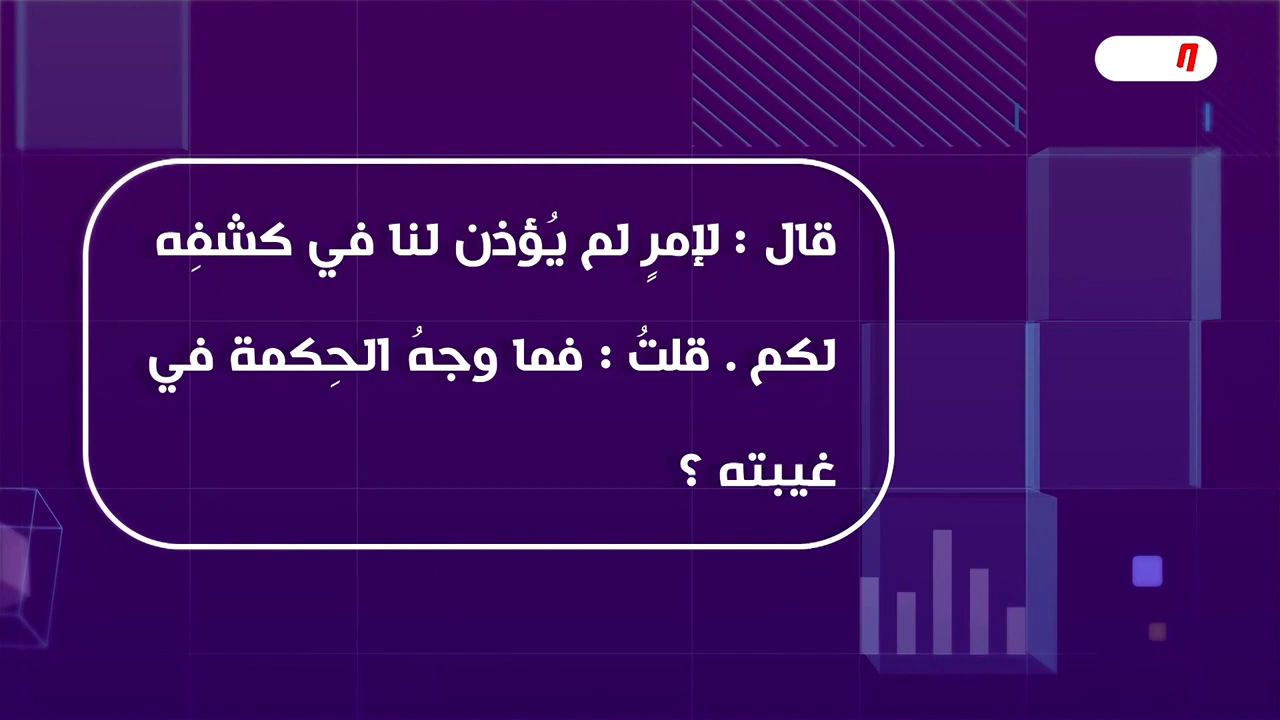 قال : لإمرٍ لم يُؤذن لنا في كشفِه
لكم . قلتُ : فما وجهُ الحِكمة في
غيبته ؟